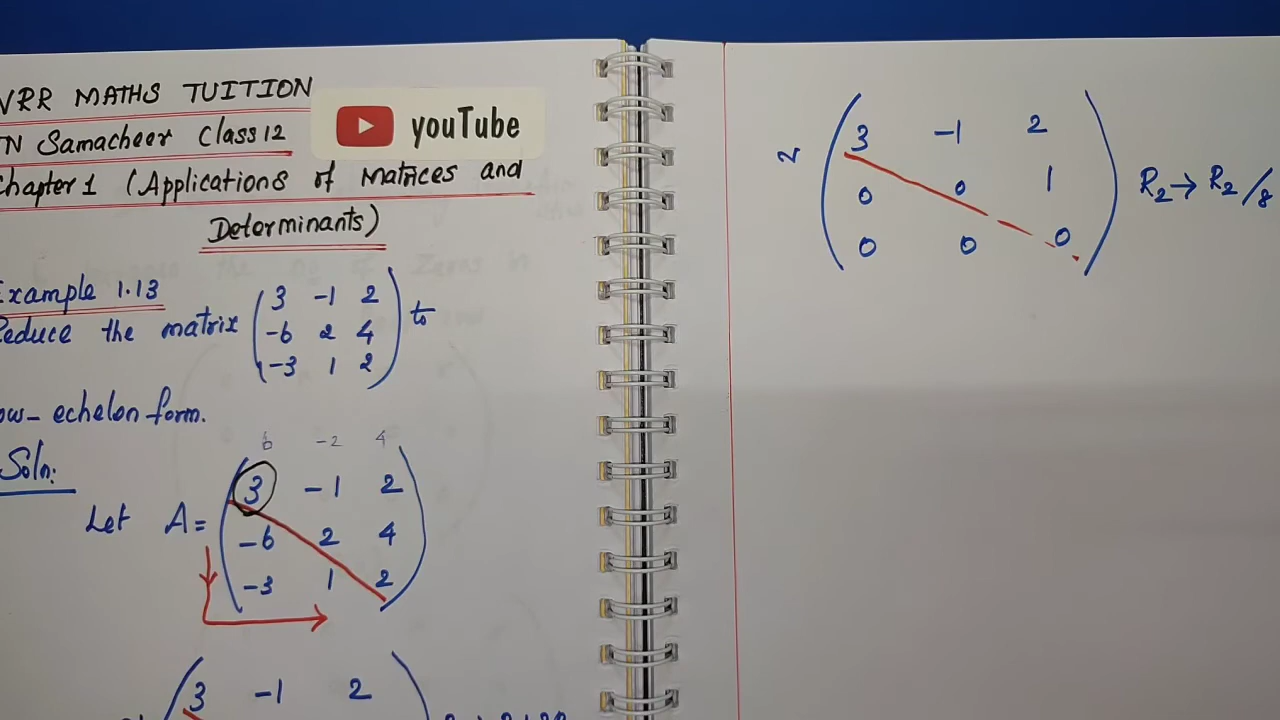 VRR MATHS TUITION
TN Samacheer Class 12
YouTube
Chapter 1 (Applications of Matrices and
Determinants)
Example 1.13
Reduce the matrix (3 -1 2
-6 2 4
-3 1 2) to
row-echelon form.
Soln:
6 -2 4
Let A = (3 -1 2
-6 2 4
-3 1 2)
(3 -1 2
~ (3 -1 2
0 0 1
0 0 0) R2 → R2/8